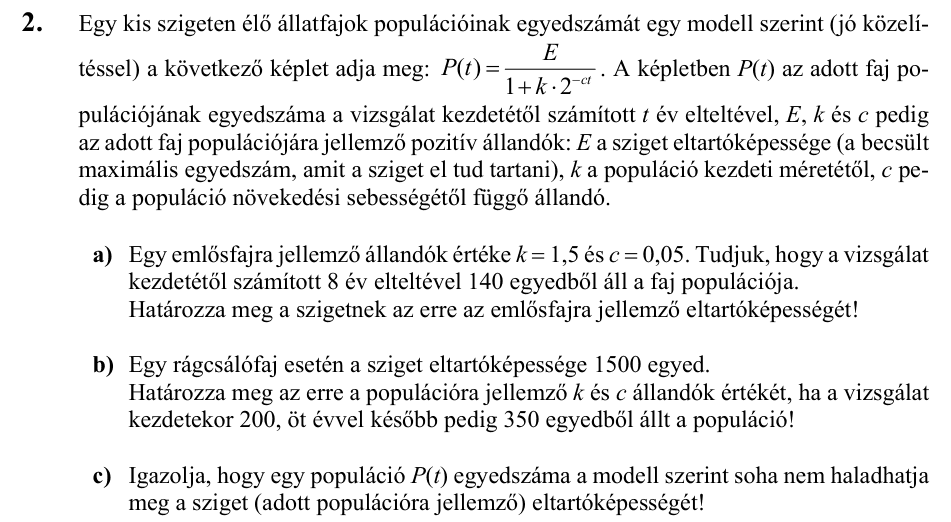 2. Egy kis szigeten élő állatfajok populációinak egyedszámát egy modell szerint (jó közelí-
téssel) a következő képlet adja meg: P(t) = E / (1 + k · 2^(−ct)) . A képletben P(t) az adott faj po-
pulációjának egyedszáma a vizsgálat kezdetétől számított t év elteltével, E, k és c pedig
az adott faj populációjára jellemző pozitív állandók: E a sziget eltartóképessége (a becsült
maximális egyedszám, amit a sziget el tud tartani), k a populáció kezdeti méretétől, c pe-
dig a populáció növekedési sebességétől függő állandó.
a) Egy emlősfajra jellemző állandók értéke k = 1,5 és c = 0,05. Tudjuk, hogy a vizsgálat
kezdetétől számított 8 év elteltével 140 egyedből áll a faj populációja.
Határozza meg a szigetnek az erre az emlősfajra jellemző eltartóképességét!
b) Egy rágcsálófaj esetén a sziget eltartóképessége 1500 egyed.
Határozza meg az erre a populációra jellemző k és c állandók értékét, ha a vizsgálat
kezdetekor 200, öt évvel később pedig 350 egyedből állt a populáció!
c) Igazolja, hogy egy populáció P(t) egyedszáma a modell szerint soha nem haladhatja
meg a sziget (adott populációra jellemző) eltartóképességét!